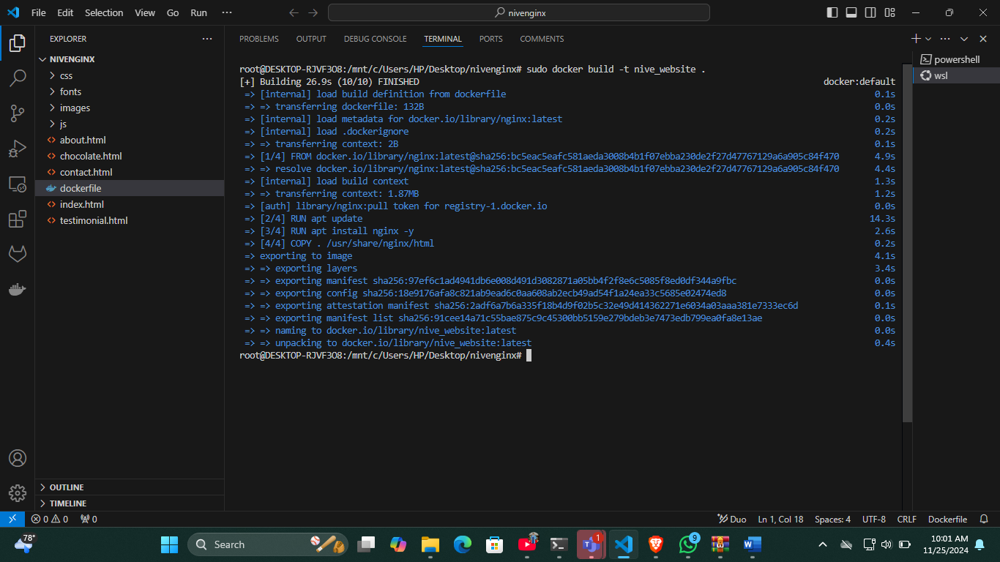 File Edit Selection View Go Run ···
nivenginx
EXPLORER ···
NIVENGINX
css
fonts
images
js
about.html
chocolate.html
contact.html
dockerfile
index.html
testimonial.html
OUTLINE
TIMELINE
PROBLEMS OUTPUT DEBUG CONSOLE TERMINAL PORTS COMMENTS
powershell
wsl
root@DESKTOP-RJVF3O8:/mnt/c/Users/HP/Desktop/nivenginx# sudo docker build -t nive_website .
[+] Building 26.9s (10/10) FINISHED docker:default
=> [internal] load build definition from dockerfile 0.1s
=> => transferring dockerfile: 132B 0.0s
=> [internal] load metadata for docker.io/library/nginx:latest 0.2s
=> [internal] load .dockerignore 0.2s
=> => transferring context: 2B 0.1s
=> [1/4] FROM docker.io/library/nginx:latest@sha256:bc5eac5eafc581aeda3008b4b1f07ebba230de2f27d47767129a6a905c84f470 4.9s
=> => resolve docker.io/library/nginx:latest@sha256:bc5eac5eafc581aeda3008b4b1f07ebba230de2f27d47767129a6a905c84f470 4.4s
=> [internal] load build context 1.3s
=> => transferring context: 1.87MB 1.2s
=> [auth] library/nginx:pull token for registry-1.docker.io 0.0s
=> [2/4] RUN apt update 14.3s
=> [3/4] RUN apt install nginx -y 2.6s
=> [4/4] COPY . /usr/share/nginx/html 0.2s
=> exporting to image 4.1s
=> => exporting layers 3.4s
=> => exporting manifest sha256:97ef6c1ad4941db6e008d491d3082871a05bb4f2f8e6c5085f8ed0df344a9fbc 0.0s
=> => exporting config sha256:18e9176afa8c821ab9ead6c0aa608ab2ecb49ad54f1a24ea33c5685e02474ed8 0.0s
=> => exporting attestation manifest sha256:2adf6a7b6a335f18b4d9f02b5c32e49d414362271e6034a03aaa381e7333ec6d 0.1s
=> => exporting manifest list sha256:91cee14a71c55bae875c9c45300bb5159e279bdeb3e7473edb799ea0fa8e13ae 0.0s
=> => naming to docker.io/library/nive_website:latest 0.0s
=> => unpacking to docker.io/library/nive_website:latest 0.4s
root@DESKTOP-RJVF3O8:/mnt/c/Users/HP/Desktop/nivenginx#
0 0 0 Duo Ln 1, Col 18 Spaces: 4 UTF-8 CRLF Dockerfile
78° Search 1 9 10:01 AM
11/25/2024